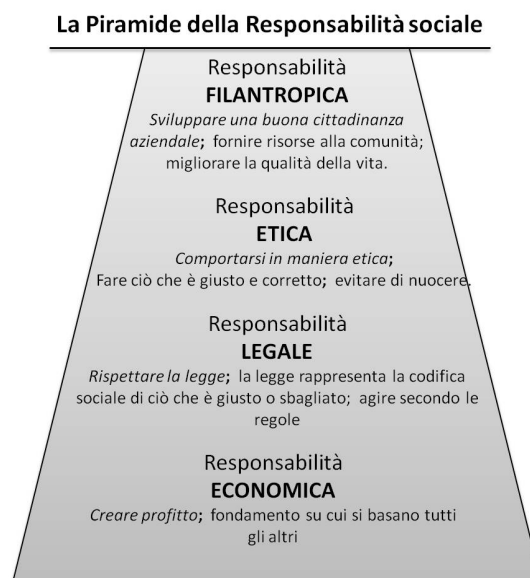 La Piramide della Responsabilità sociale
Responsabilità
FILANTROPICA
Sviluppare una buona cittadinanza
aziendale; fornire risorse alla comunità;
migliorare la qualità della vita.
Responsabilità
ETICA
Comportarsi in maniera etica;
Fare ciò che è giusto e corretto; evitare di nuocere.
Responsabilità
LEGALE
Rispettare la legge; la legge rappresenta la codifica
sociale di ciò che è giusto o sbagliato; agire secondo le
regole
Responsabilità
ECONOMICA
Creare profitto; fondamento su cui si basano tutti
gli altri